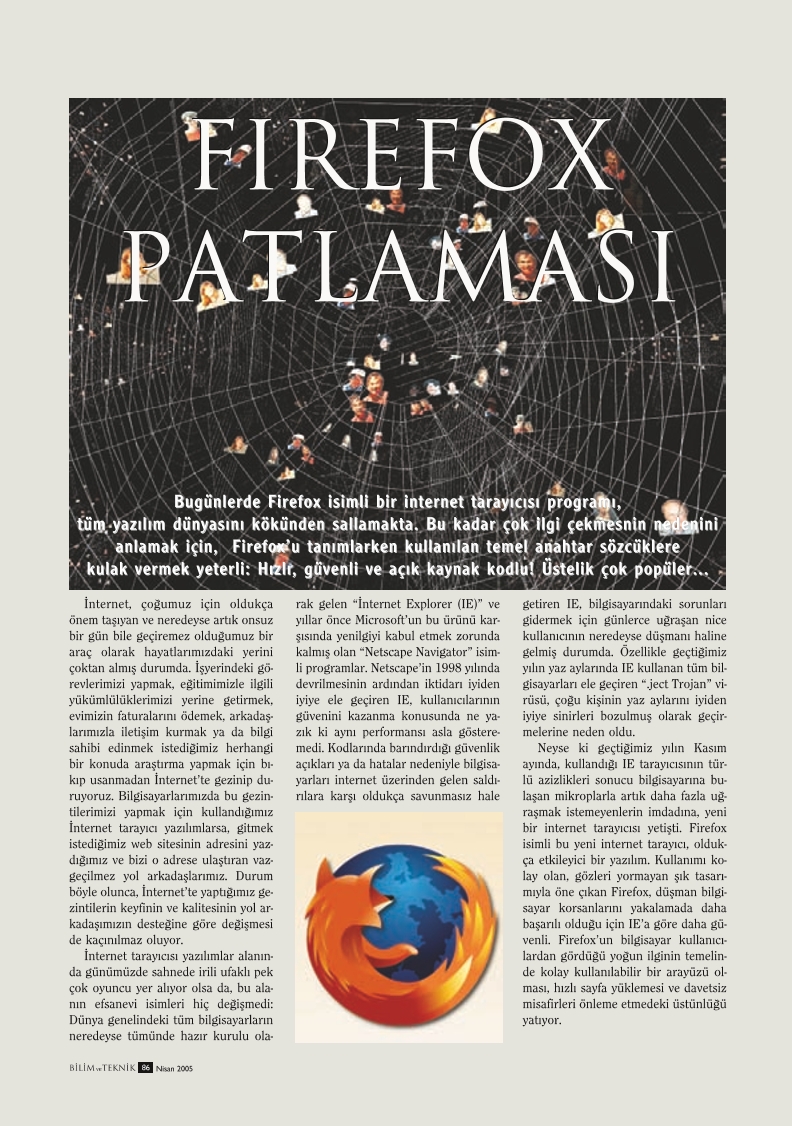 FIREFOX
PATLAMASI
Bugünlerde Firefox isimli bir internet tarayıcısı programı,
tüm yazılım dünyasını kökünden sallamakta. Bu kadar çok ilgi çekmesnin nedenini
anlamak için, Firefox'u tanımlarken kullanılan temel anahtar sözcüklere
kulak vermek yeterli: Hızlı, güvenli ve açık kaynak kodlu! Üstelik çok popüler...
İnternet, çoğumuz için oldukça
önem taşıyan ve neredeyse artık onsuz
bir gün bile geçiremez olduğumuz bir
araç olarak hayatlarımızdaki yerini
çoktan almış durumda. İşyerindeki gö-
revlerimizi yapmak, eğitimimizle ilgili
yükümlülüklerimizi yerine getirmek,
evimizin faturalarını ödemek, arkadaş-
larımızla iletişim kurmak ya da bilgi
sahibi edinmek istediğimiz herhangi
bir konuda araştırma yapmak için bı-
kıp usanmadan İnternet'te gezinip du-
ruyoruz. Bilgisayarlarımızda bu gezin-
tilerimizi yapmak için kullandığımız
İnternet tarayıcı yazılımlarsa, gitmek
istediğimiz web sitesinin adresini yaz-
dığımız ve bizi o adrese ulaştıran vaz-
geçilmez yol arkadaşlarımız. Durum
böyle olunca, İnternet'te yaptığımız ge-
zintilerin keyfinin ve kalitesinin yol ar-
kadaşımızın desteğine göre değişmesi
de kaçınılmaz oluyor.
İnternet tarayıcısı yazılımlar alanın-
da günümüzde sahnede irili ufaklı pek
çok oyuncu yer alıyor olsa da, bu ala-
nın efsanevi isimleri hiç değişmedi:
Dünya genelindeki tüm bilgisayarların
neredeyse tümünde hazır kurulu ola-
rak gelen “İnternet Explorer (IE)” ve
yıllar önce Microsoft'un bu ürünü kar-
şısında yenilgiyi kabul etmek zorunda
kalmış olan “Netscape Navigator” isim-
li programlar. Netscape'in 1998 yılında
devrilmesinin ardından iktidarı iyiden
iyiye ele geçiren IE, kullanıcılarının
güvenini kazanma konusunda ne ya-
zık ki aynı performansı asla göstere-
medi. Kodlarında barındırdığı güvenlik
açıkları ya da hatalar nedeniyle bilgisa-
yarları internet üzerinden gelen saldı-
rılara karşı oldukça savunmasız hale
getiren IE, bilgisayarındaki sorunları
gidermek için günlerce uğraşan nice
kullanıcının neredeyse düşmanı haline
gelmiş durumda. Özellikle geçtiğimiz
yılın yaz aylarında IE kullanan tüm bil-
gisayarları ele geçiren “.ject Trojan” vi-
rüsü, çoğu kişinin yaz aylarını iyiden
iyiye sinirleri bozulmuş olarak geçir-
melerine neden oldu.
Neyse ki geçtiğimiz yılın Kasım
ayında, kullandığı IE tarayıcısının tür-
lü azizlikleri sonucu bilgisayarına bu-
laşan mikroplarla artık daha fazla uğ-
raşmak istemeyenlerin imdadına, yeni
bir internet tarayıcısı yetişti. Firefox
isimli bu yeni internet tarayıcı, olduk-
ça etkileyici bir yazılım. Kullanımı ko-
lay olan, gözleri yormayan şık tasarı-
mıyla öne çıkan Firefox, düşman bilgi-
sayar korsanlarını yakalamada daha
başarılı olduğu için IE'a göre daha gü-
venli. Firefox'un bilgisayar kullanıcı-
lardan gördüğü yoğun ilginin temelin-
de kolay kullanılabilir bir arayüzü ol-
ması, hızlı sayfa yüklemesi ve davetsiz
misafirleri önleme etmedeki üstünlüğü
yatıyor.
BİLİM ve TEKNİK 86 Nisan 2005